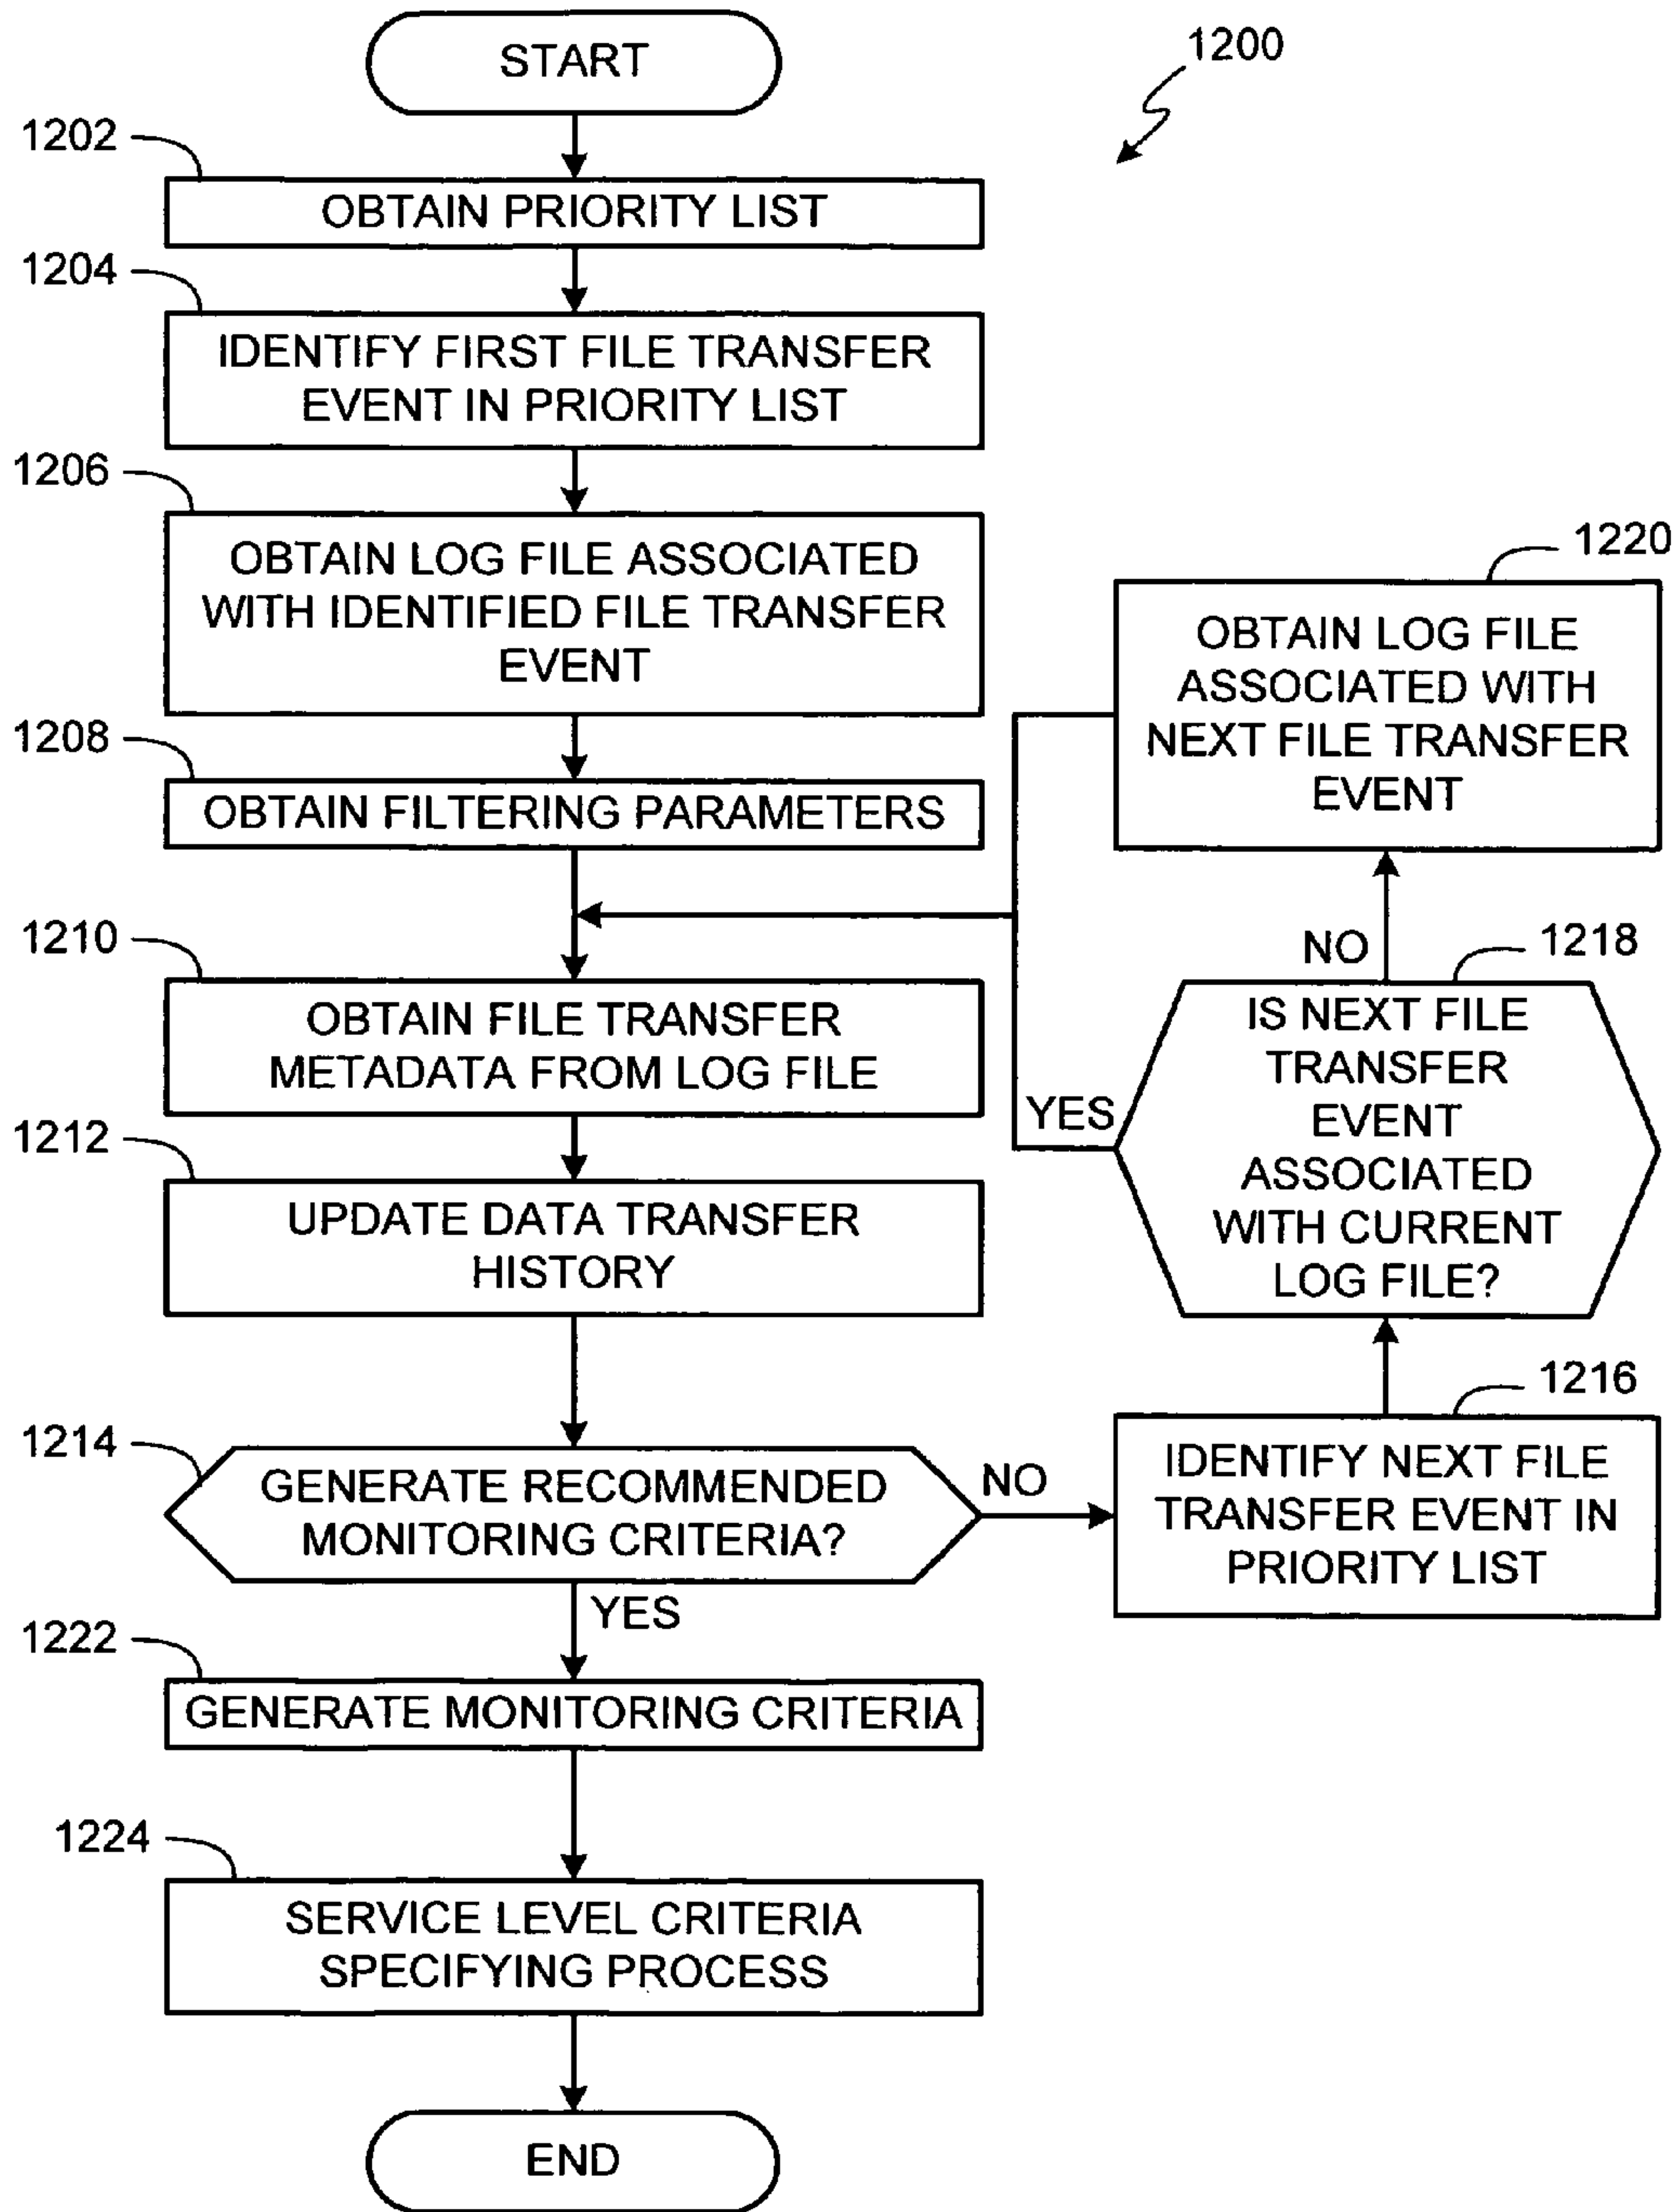 START
1200
1202
OBTAIN PRIORITY LIST
1204
IDENTIFY FIRST FILE TRANSFER
EVENT IN PRIORITY LIST
1206
OBTAIN LOG FILE ASSOCIATED
WITH IDENTIFIED FILE TRANSFER
EVENT
1208
OBTAIN FILTERING PARAMETERS
1210
OBTAIN FILE TRANSFER
METADATA FROM LOG FILE
1212
UPDATE DATA TRANSFER
HISTORY
1214
GENERATE RECOMMENDED
MONITORING CRITERIA?
NO
YES
1216
IDENTIFY NEXT FILE
TRANSFER EVENT IN
PRIORITY LIST
1218
IS NEXT FILE
TRANSFER
EVENT
ASSOCIATED
WITH CURRENT
LOG FILE?
YES
NO
1220
OBTAIN LOG FILE
ASSOCIATED WITH
NEXT FILE TRANSFER
EVENT
1222
GENERATE MONITORING CRITERIA
1224
SERVICE LEVEL CRITERIA
SPECIFYING PROCESS
END